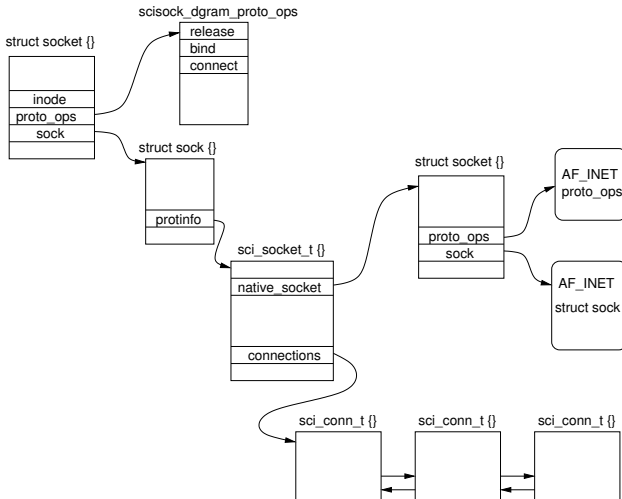 scisock_dgram_proto_ops
struct socket {}
release
bind
connect
inode
proto_ops
sock
struct sock {}
protinfo
struct socket {}
proto_ops
sock
AF_INET
proto_ops
AF_INET
struct sock
sci_socket_t {}
native_socket
connections
sci_conn_t {}
sci_conn_t {}
sci_conn_t {}